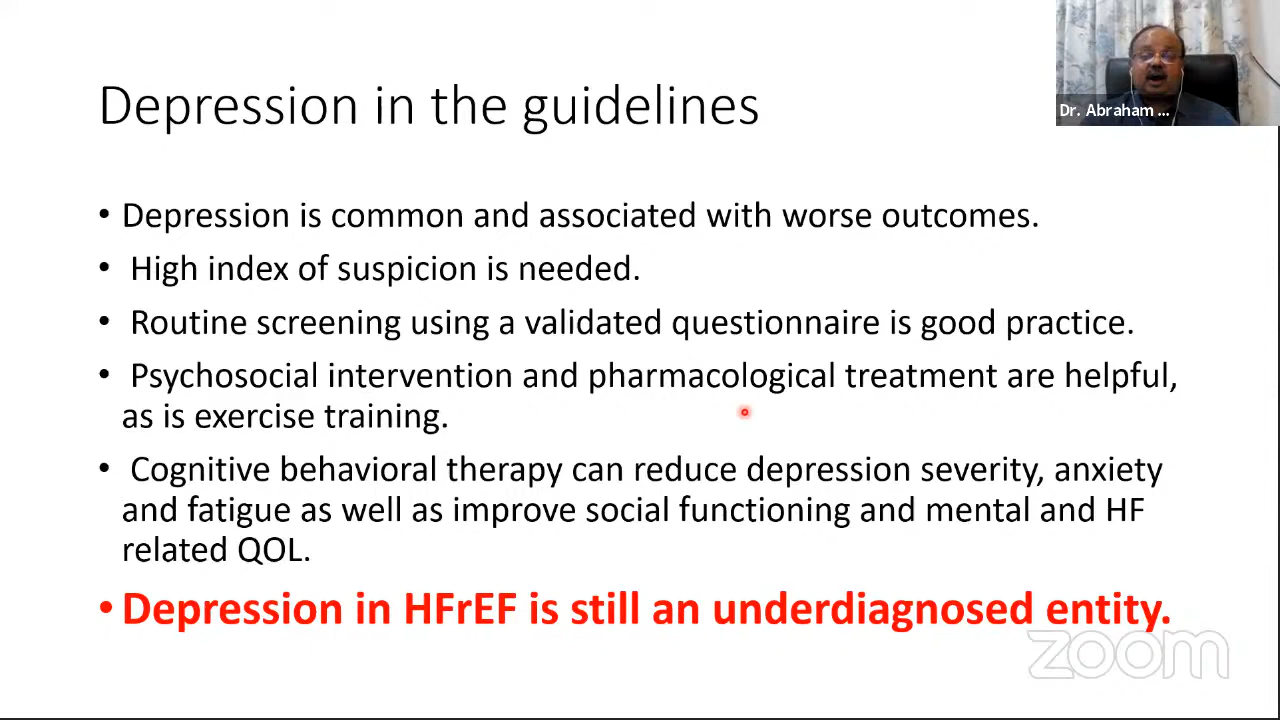 Dr. Abraham ...
Depression in the guidelines
• Depression is common and associated with worse outcomes.
• High index of suspicion is needed.
• Routine screening using a validated questionnaire is good practice.
• Psychosocial intervention and pharmacological treatment are helpful,
as is exercise training.
• Cognitive behavioral therapy can reduce depression severity, anxiety
and fatigue as well as improve social functioning and mental and HF
related QOL.
• Depression in HFrEF is still an underdiagnosed entity.
zoom